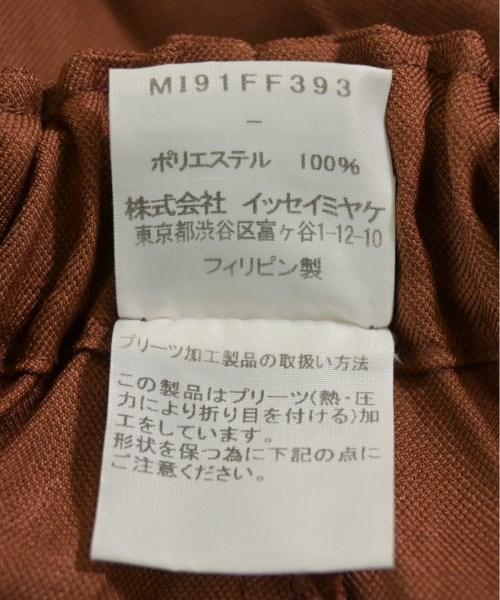 MI91FF393
–
ポリエステル 100%
株式会社 イッセイミヤケ
東京都渋谷区富ヶ谷1-12-10
フィリピン製
プリーツ加工製品の取扱い方法
この製品はプリーツ(熱・圧
力により折り目を付ける)加
工をしています。
形状を保つ為に下記の点に
ご注意ください。